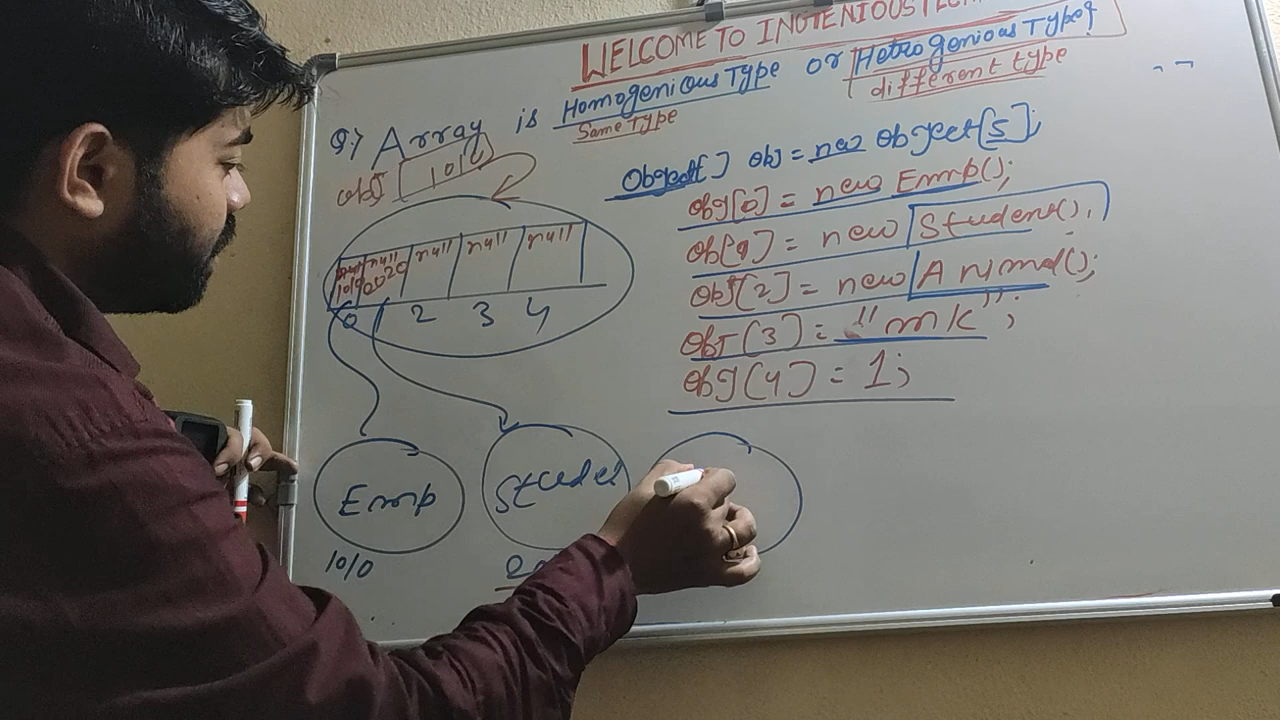 WELCOME TO INGTENIOUSTECH
Q:) Array is Homogenious Type or Hetrogenious Type?
Same Type
different type
obj 1010
Object[] obj = new Object[5];
obj[0] = new Emp();
obj[1] = new Student();
obj[2] = new Animal();
obj[3] = "mk";
obj[4] = 1;
null null null null null
1010 2020
0 1 2 3 4
Emp
Student
1010